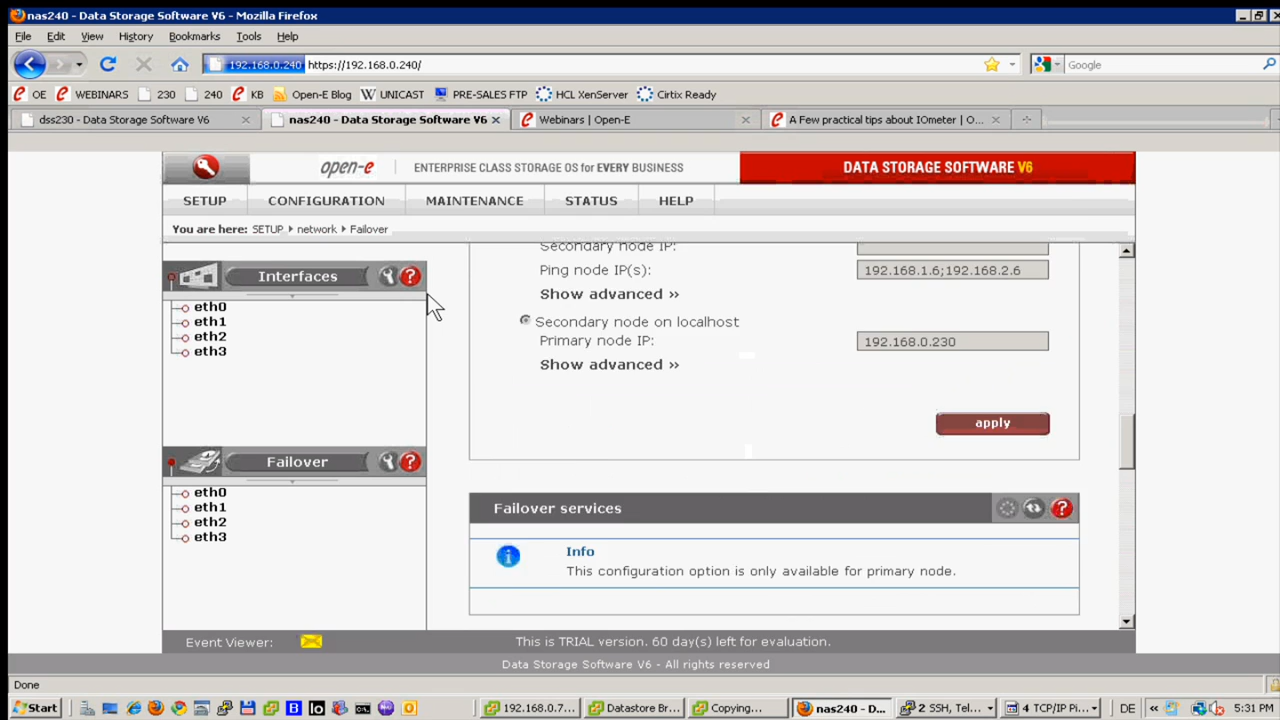 nas240 - Data Storage Software V6 - Mozilla Firefox
File Edit View History Bookmarks Tools Help
192.168.0.240 https://192.168.0.240/ Google
OE WEBINARS 230 240 KB Open-E Blog UNICAST PRE-SALES FTP HCL XenServer Cirtix Ready
dss230 - Data Storage Software V6 nas240 - Data Storage Software V6 Webinars | Open-E A Few practical tips about IOmeter | O...
open-e ENTERPRISE CLASS STORAGE OS for EVERY BUSINESS DATA STORAGE SOFTWARE V6
SETUP CONFIGURATION MAINTENANCE STATUS HELP
You are here: SETUP network Failover
Secondary node IP:
Interfaces
Ping node IP(s): 192.168.1.6;192.168.2.6
Show advanced »
eth0
eth1
eth2
eth3
Secondary node on localhost
Primary node IP: 192.168.0.230
Show advanced »
apply
Failover
eth0
eth1
eth2
eth3
Failover services
Info
This configuration option is only available for primary node.
Event Viewer: This is TRIAL version. 60 day(s) left for evaluation.
Data Storage Software V6 - All rights reserved
Done
Start 192.168.0.7... Datastore Br... Copying... nas240 - D... 2 SSH, Tel... 4 TCP/IP Pi... DE « 5:31 PM